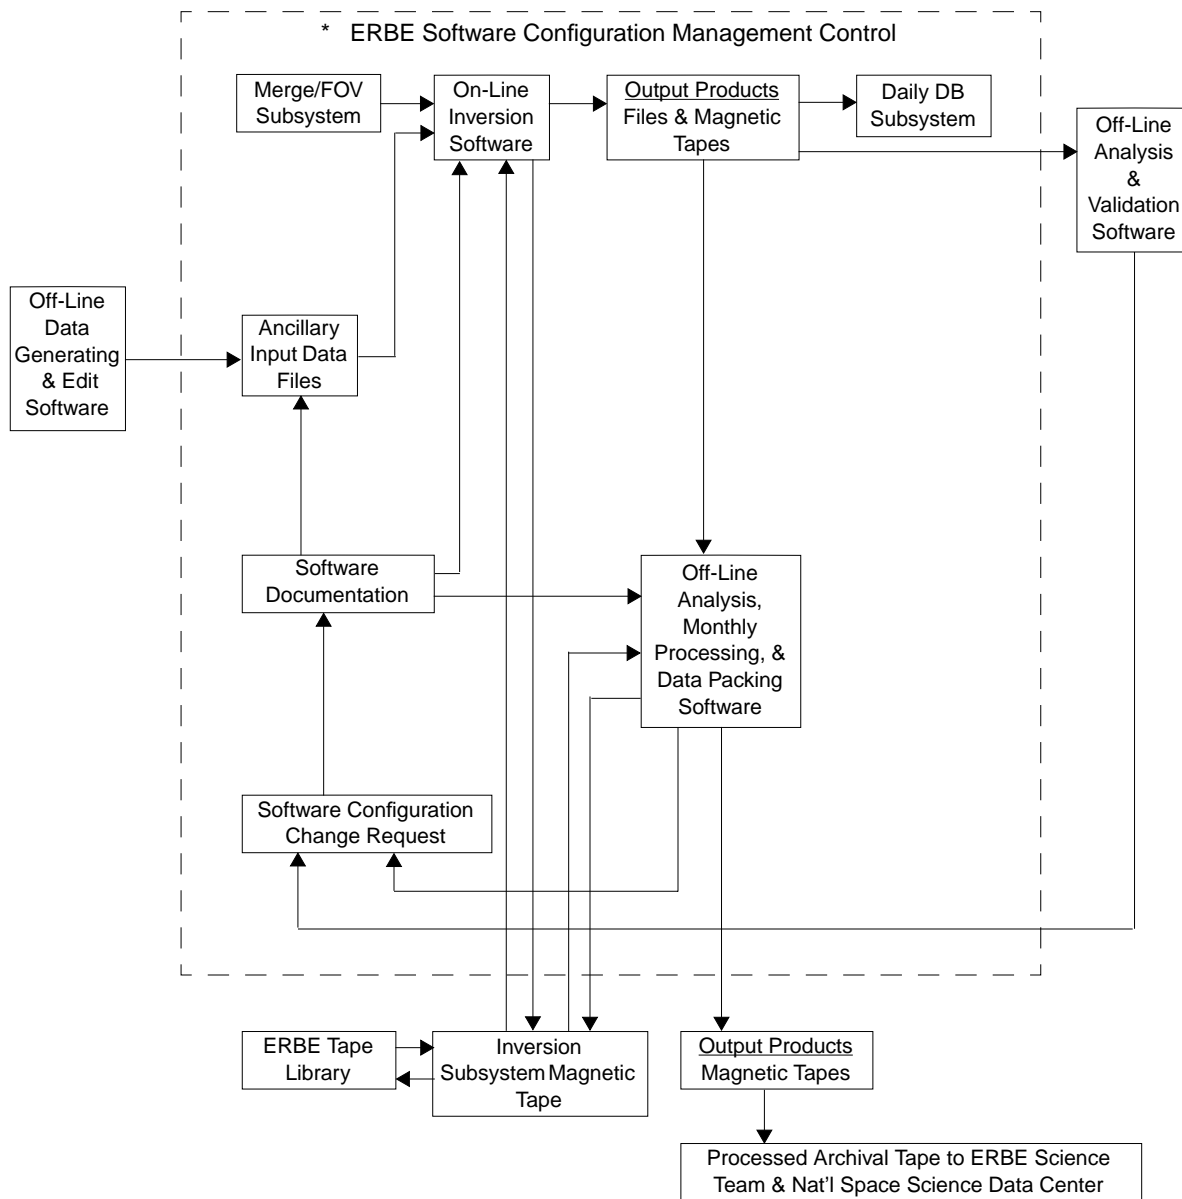 * ERBE Software Configuration Management Control
Merge/FOV
Subsystem
On-Line
Inversion
Software
Output Products
Files & Magnetic
Tapes
Daily DB
Subsystem
Off-Line
Analysis
&
Validation
Software
Off-Line
Data
Generating
& Edit
Software
Ancillary
Input Data
Files
Software
Documentation
Off-Line
Analysis,
Monthly
Processing, &
Data Packing
Software
Software Configuration
Change Request
ERBE Tape
Library
Inversion
Subsystem Magnetic
Tape
Output Products
Magnetic Tapes
Processed Archival Tape to ERBE Science
Team & Nat'l Space Science Data Center